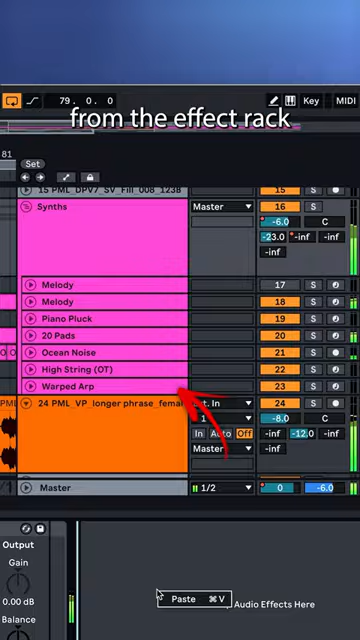 79. 0. 0
Key
MIDI
from the effect rack
81
Set
15 PML_DPV7_SV_Fill_008_123B
15
S
Synths
Master
16
S
-6.0
C
-23.0
-inf
-inf
-inf
Melody
17
S
Melody
18
S
Piano Pluck
19
S
20 Pads
20
S
Ocean Noise
21
S
High String (OT)
22
S
Warped Arp
23
S
24 PML_VP_longer phrase_femal
t. In
24
S
1
-8.0
C
In
Auto
Off
-inf
-12.0
-inf
Master
-inf
Master
1/2
0
-6.0
Output
Gain
0.00 dB
Balance
Paste ⌘ V
Audio Effects Here